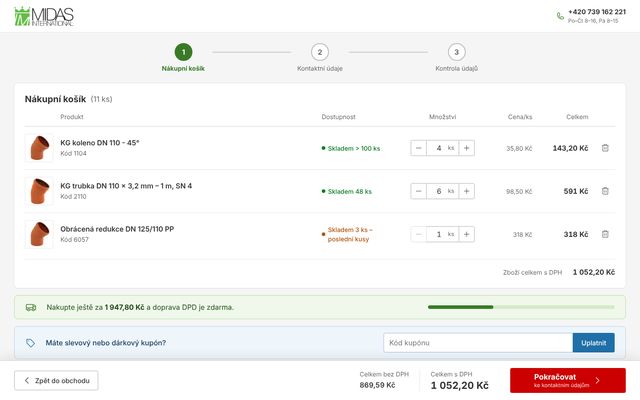 MIDAS
INTERNATIONAL
+420 739 162 221
Po–Čt 8–16, Pá 8–15
1
2
3
Nákupní košík
Kontaktní údaje
Kontrola údajů
Nákupní košík (11 ks)
Produkt
Dostupnost
Množství
Cena/ks
Celkem
KG koleno DN 110 - 45°
Kód 1104
Skladem > 100 ks
− 4 ks +
35,80 Kč
143,20 Kč
KG trubka DN 110 × 3,2 mm – 1 m, SN 4
Kód 2110
Skladem 48 ks
− 6 ks +
98,50 Kč
591 Kč
Obrácená redukce DN 125/110 PP
Kód 6057
Skladem 3 ks –
poslední kusy
− 1 ks +
318 Kč
318 Kč
Zboží celkem s DPH 1 052,20 Kč
Nakupte ještě za 1 947,80 Kč a doprava DPD je zdarma.
Máte slevový nebo dárkový kupón?
Kód kupónu
Uplatnit
Zpět do obchodu
Celkem bez DPH
869,59 Kč
Celkem s DPH
1 052,20 Kč
Pokračovat
ke kontaktním údajům